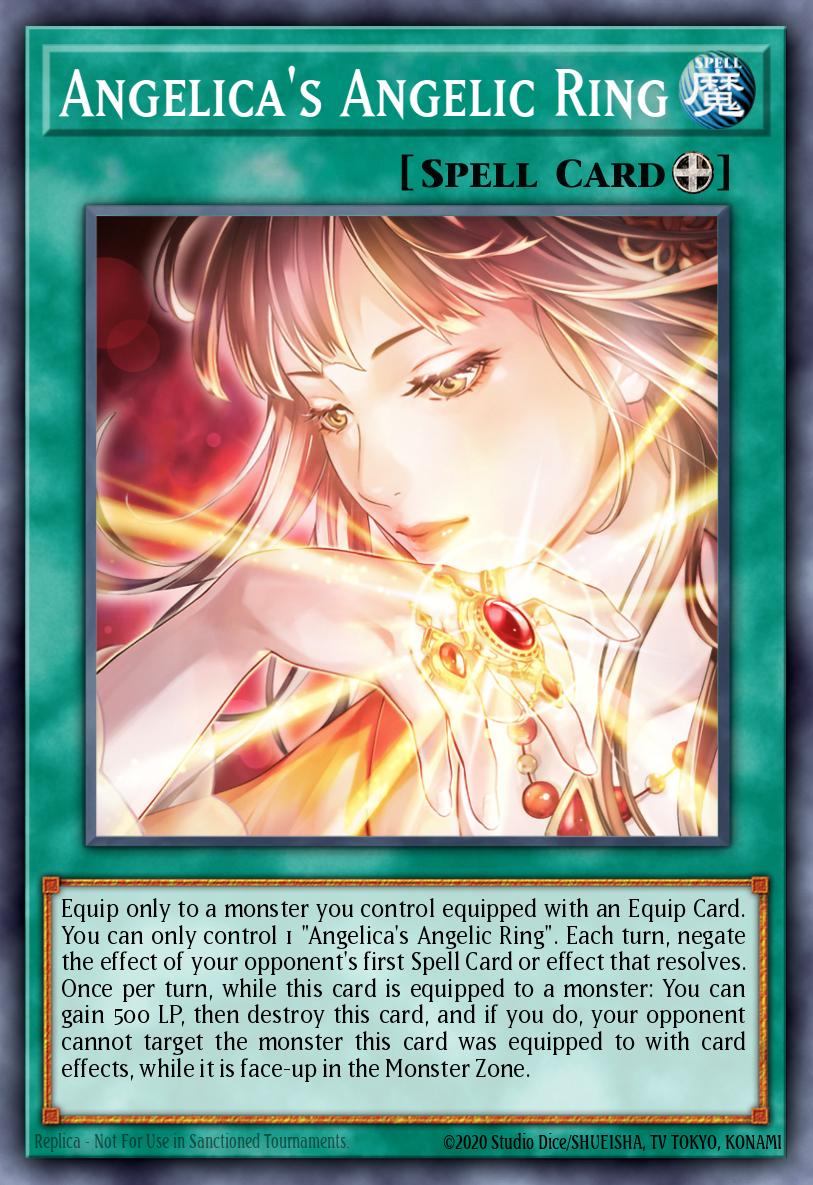 Angelica's Angelic Ring
SPELL
魔
[Spell Card]
Equip only to a monster you control equipped with an Equip Card.
You can only control 1 "Angelica's Angelic Ring". Each turn, negate
the effect of your opponent's first Spell Card or effect that resolves.
Once per turn, while this card is equipped to a monster: You can
gain 500 LP, then destroy this card, and if you do, your opponent
cannot target the monster this card was equipped to with card
effects, while it is face-up in the Monster Zone.
Replica - Not For Use in Sanctioned Tournaments.
©2020 Studio Dice/SHUEISHA, TV TOKYO, KONAMI